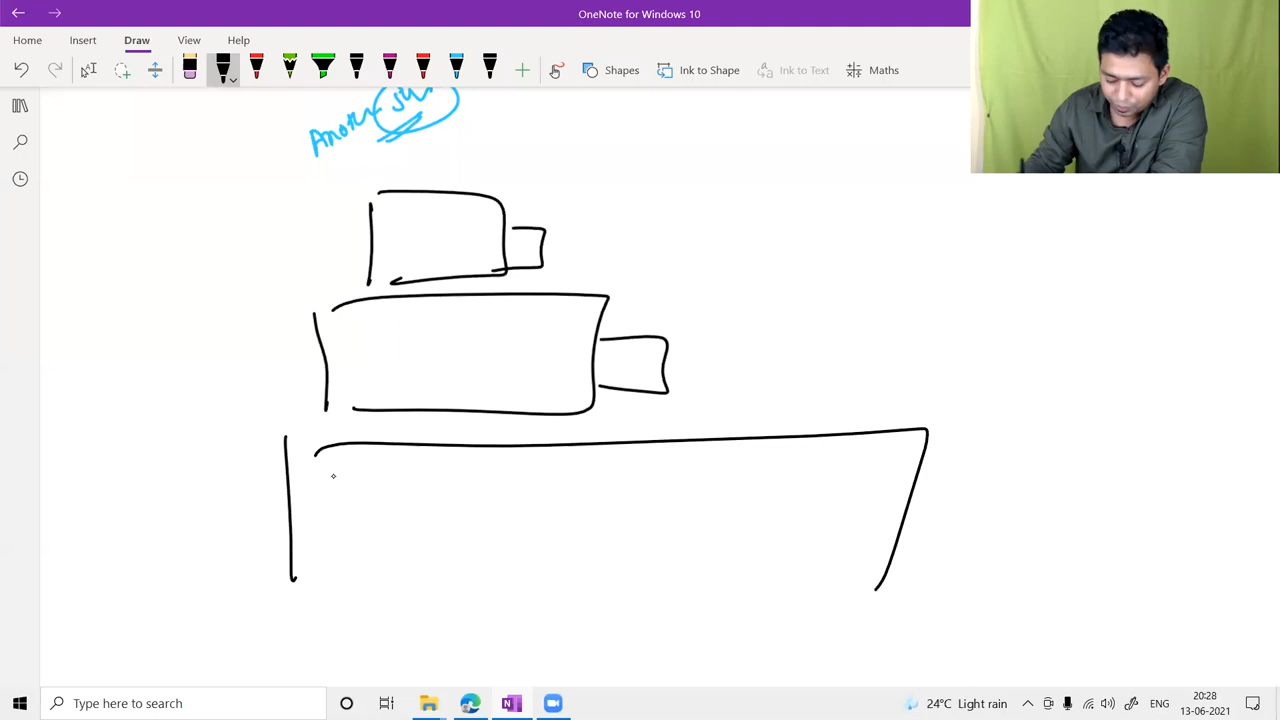 OneNote for Windows 10
Home Insert Draw View Help
Shapes Ink to Shape Ink to Text Maths
Another
Type here to search
24°C Light rain ENG 20:28
13-06-2021